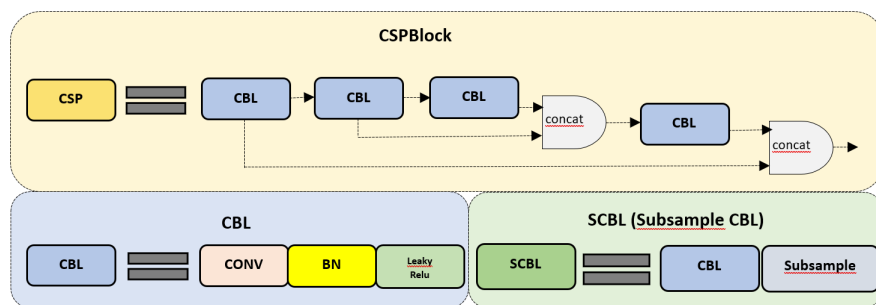 CSPBlock
CSP
CBL
CBL
CBL
concat
CBL
concat
CBL
CBL
CONV
BN
Leaky
Relu
SCBL (Subsample CBL)
SCBL
CBL
Subsample